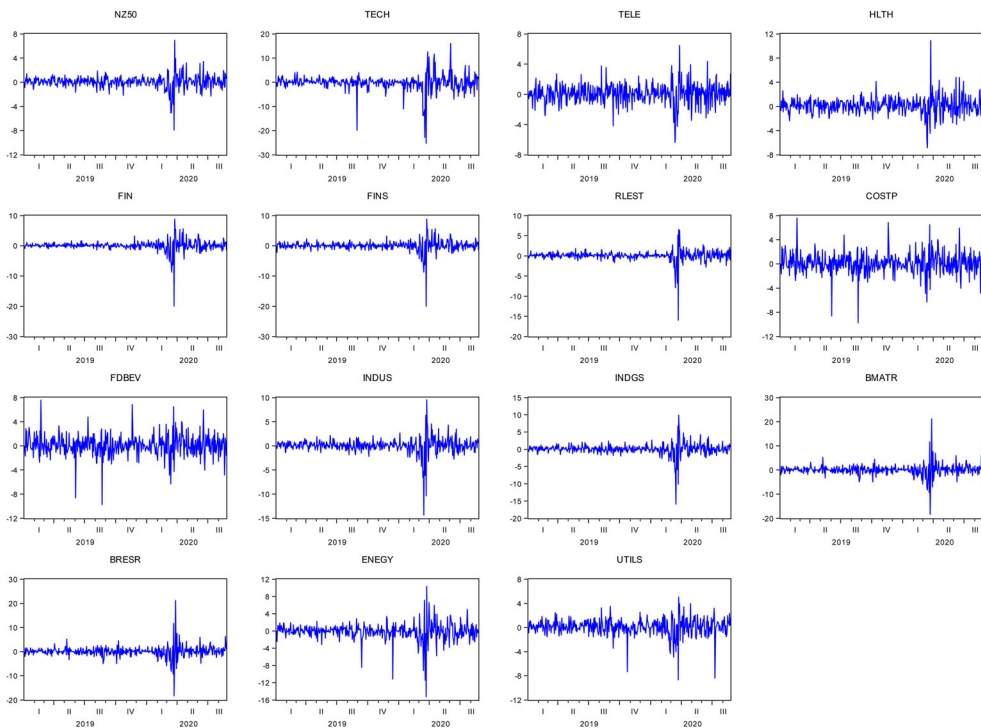 NZ50 TECH TELE HLTH
8 4 0 -4 -8 -12
20 10 0 -10 -20 -30
8 4 0 -4 -8
12 8 4 0 -4 -8
I II III IV I II III I II III IV I II III I II III IV I II III I II III IV I II III
2019 2020 2019 2020 2019 2020 2019 2020
FIN FINS RLEST COSTP
10 0 -10 -20 -30
10 0 -10 -20 -30
10 5 0 -5 -10 -15 -20
8 4 0 -4 -8 -12
I II III IV I II III I II III IV I II III I II III IV I II III I II III IV I II III
2019 2020 2019 2020 2019 2020 2019 2020
FDBEV INDUS INDGS BMATR
8 4 0 -4 -8 -12
10 5 0 -5 -10 -15
15 10 5 0 -5 -10 -15 -20
30 20 10 0 -10 -20
I II III IV I II III I II III IV I II III I II III IV I II III I II III IV I II III
2019 2020 2019 2020 2019 2020 2019 2020
BRESR ENEGY UTILS
30 20 10 0 -10 -20
12 8 4 0 -4 -8 -12 -16
8 4 0 -4 -8 -12
I II III IV I II III I II III IV I II III I II III IV I II III
2019 2020 2019 2020 2019 2020